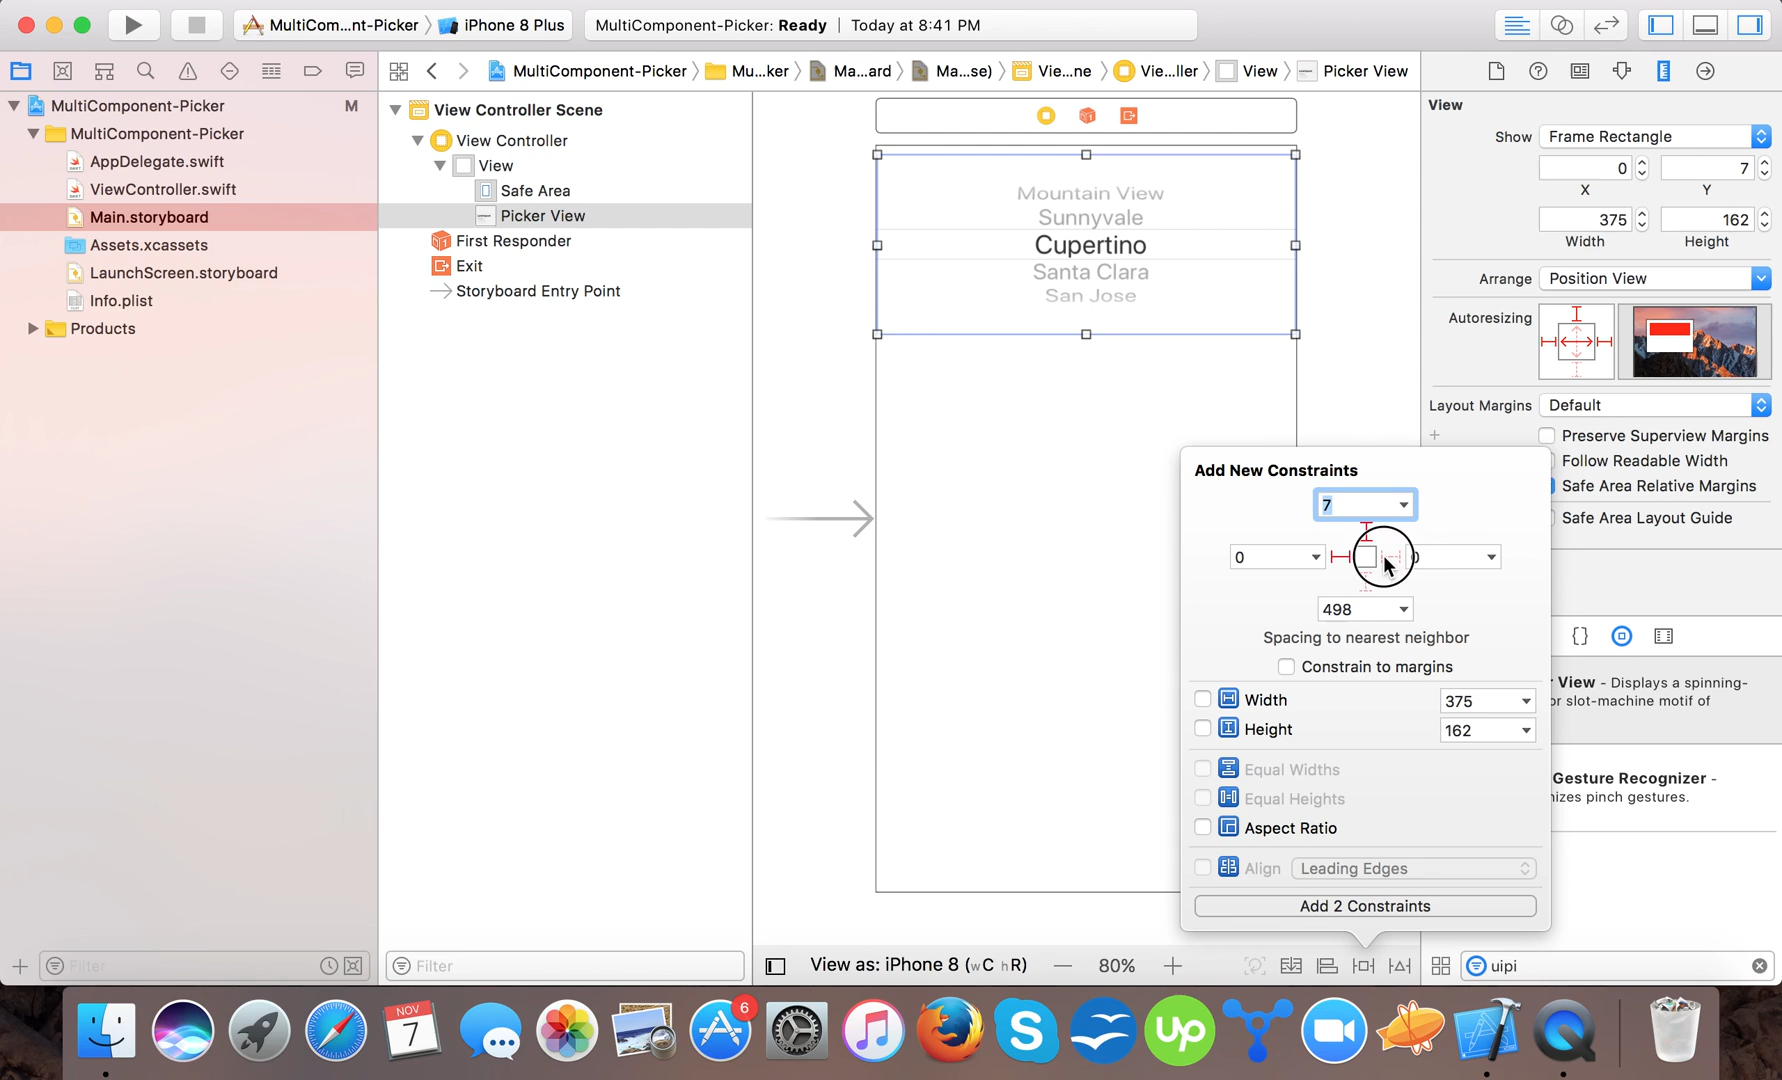 MultiCom...nt-Picker
iPhone 8 Plus
MultiComponent-Picker: Ready
Today at 8:41 PM
MultiComponent-Picker
Mu...ker
Ma...ard
Ma...se)
Vie...ne
Vie...ller
View
Picker View
MultiComponent-Picker
M
MultiComponent-Picker
AppDelegate.swift
ViewController.swift
Main.storyboard
Assets.xcassets
LaunchScreen.storyboard
Info.plist
Products
Filter
View Controller Scene
View Controller
View
Safe Area
Picker View
First Responder
Exit
Storyboard Entry Point
Filter
Mountain View
Sunnyvale
Cupertino
Santa Clara
San Jose
View as: iPhone 8 (wC hR)
80%
Add New Constraints
7
0
0
498
Spacing to nearest neighbor
Constrain to margins
Width
375
Height
162
Equal Widths
Equal Heights
Aspect Ratio
Align
Leading Edges
Add 2 Constraints
View
Show
Frame Rectangle
0
7
X
Y
375
162
Width
Height
Arrange
Position View
Autoresizing
Layout Margins
Default
Preserve Superview Margins
Follow Readable Width
Safe Area Relative Margins
Safe Area Layout Guide
View - Displays a spinning-
or slot-machine motif of
Gesture Recognizer -
nizes pinch gestures.
uipi
NOV
7
6
S
Up